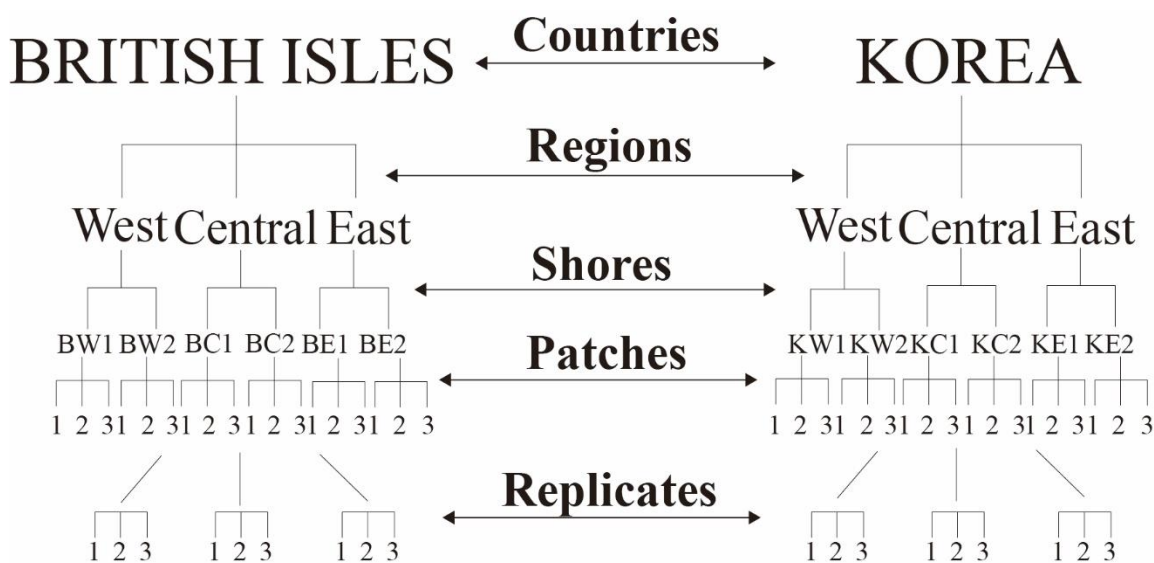 BRITISH ISLES Countries KOREA
Regions
West Central East West Central East
Shores
BW1 BW2 BC1 BC2 BE1 BE2 Patches KW1 KW2 KC1 KC2 KE1 KE2
1 2 3 1 2 3 1 2 3 1 2 3 1 2 3 1 2 3 1 2 3 1 2 3 1 2 3 1 2 3 1 2 3 1 2 3
Replicates
1 2 3 1 2 3 1 2 3 1 2 3 1 2 3 1 2 3